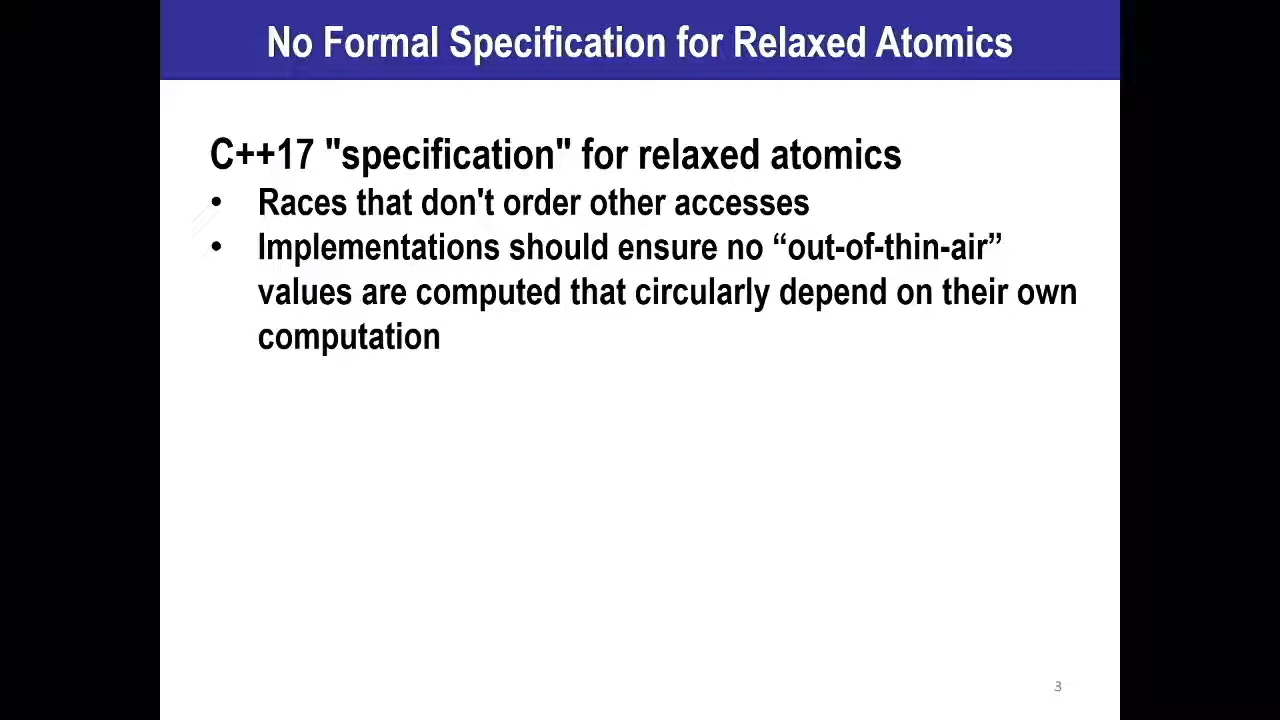 No Formal Specification for Relaxed Atomics
C++17 "specification" for relaxed atomics
• Races that don't order other accesses
• Implementations should ensure no “out-of-thin-air”
values are computed that circularly depend on their own
computation
3